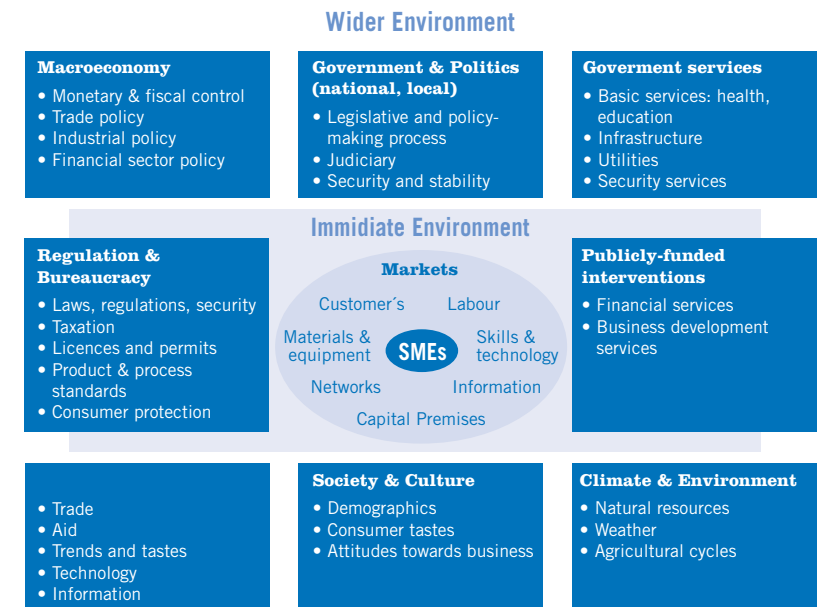 Wider Environment
Macroeconomy
• Monetary & fiscal control
• Trade policy
• Industrial policy
• Financial sector policy
Government & Politics
(national, local)
• Legislative and policy-
making process
• Judiciary
• Security and stability
Goverment services
• Basic services: health,
education
• Infrastructure
• Utilities
• Security services
Immidiate Environment
Regulation &
Bureaucracy
• Laws, regulations, security
• Taxation
• Licences and permits
• Product & process
standards
• Consumer protection
Markets
Customer´s
Labour
Materials &
equipment
SMEs
Skills &
technology
Networks
Information
Capital Premises
Publicly-funded
interventions
• Financial services
• Business development
services
• Trade
• Aid
• Trends and tastes
• Technology
• Information
Society & Culture
• Demographics
• Consumer tastes
• Attitudes towards business
Climate & Environment
• Natural resources
• Weather
• Agricultural cycles